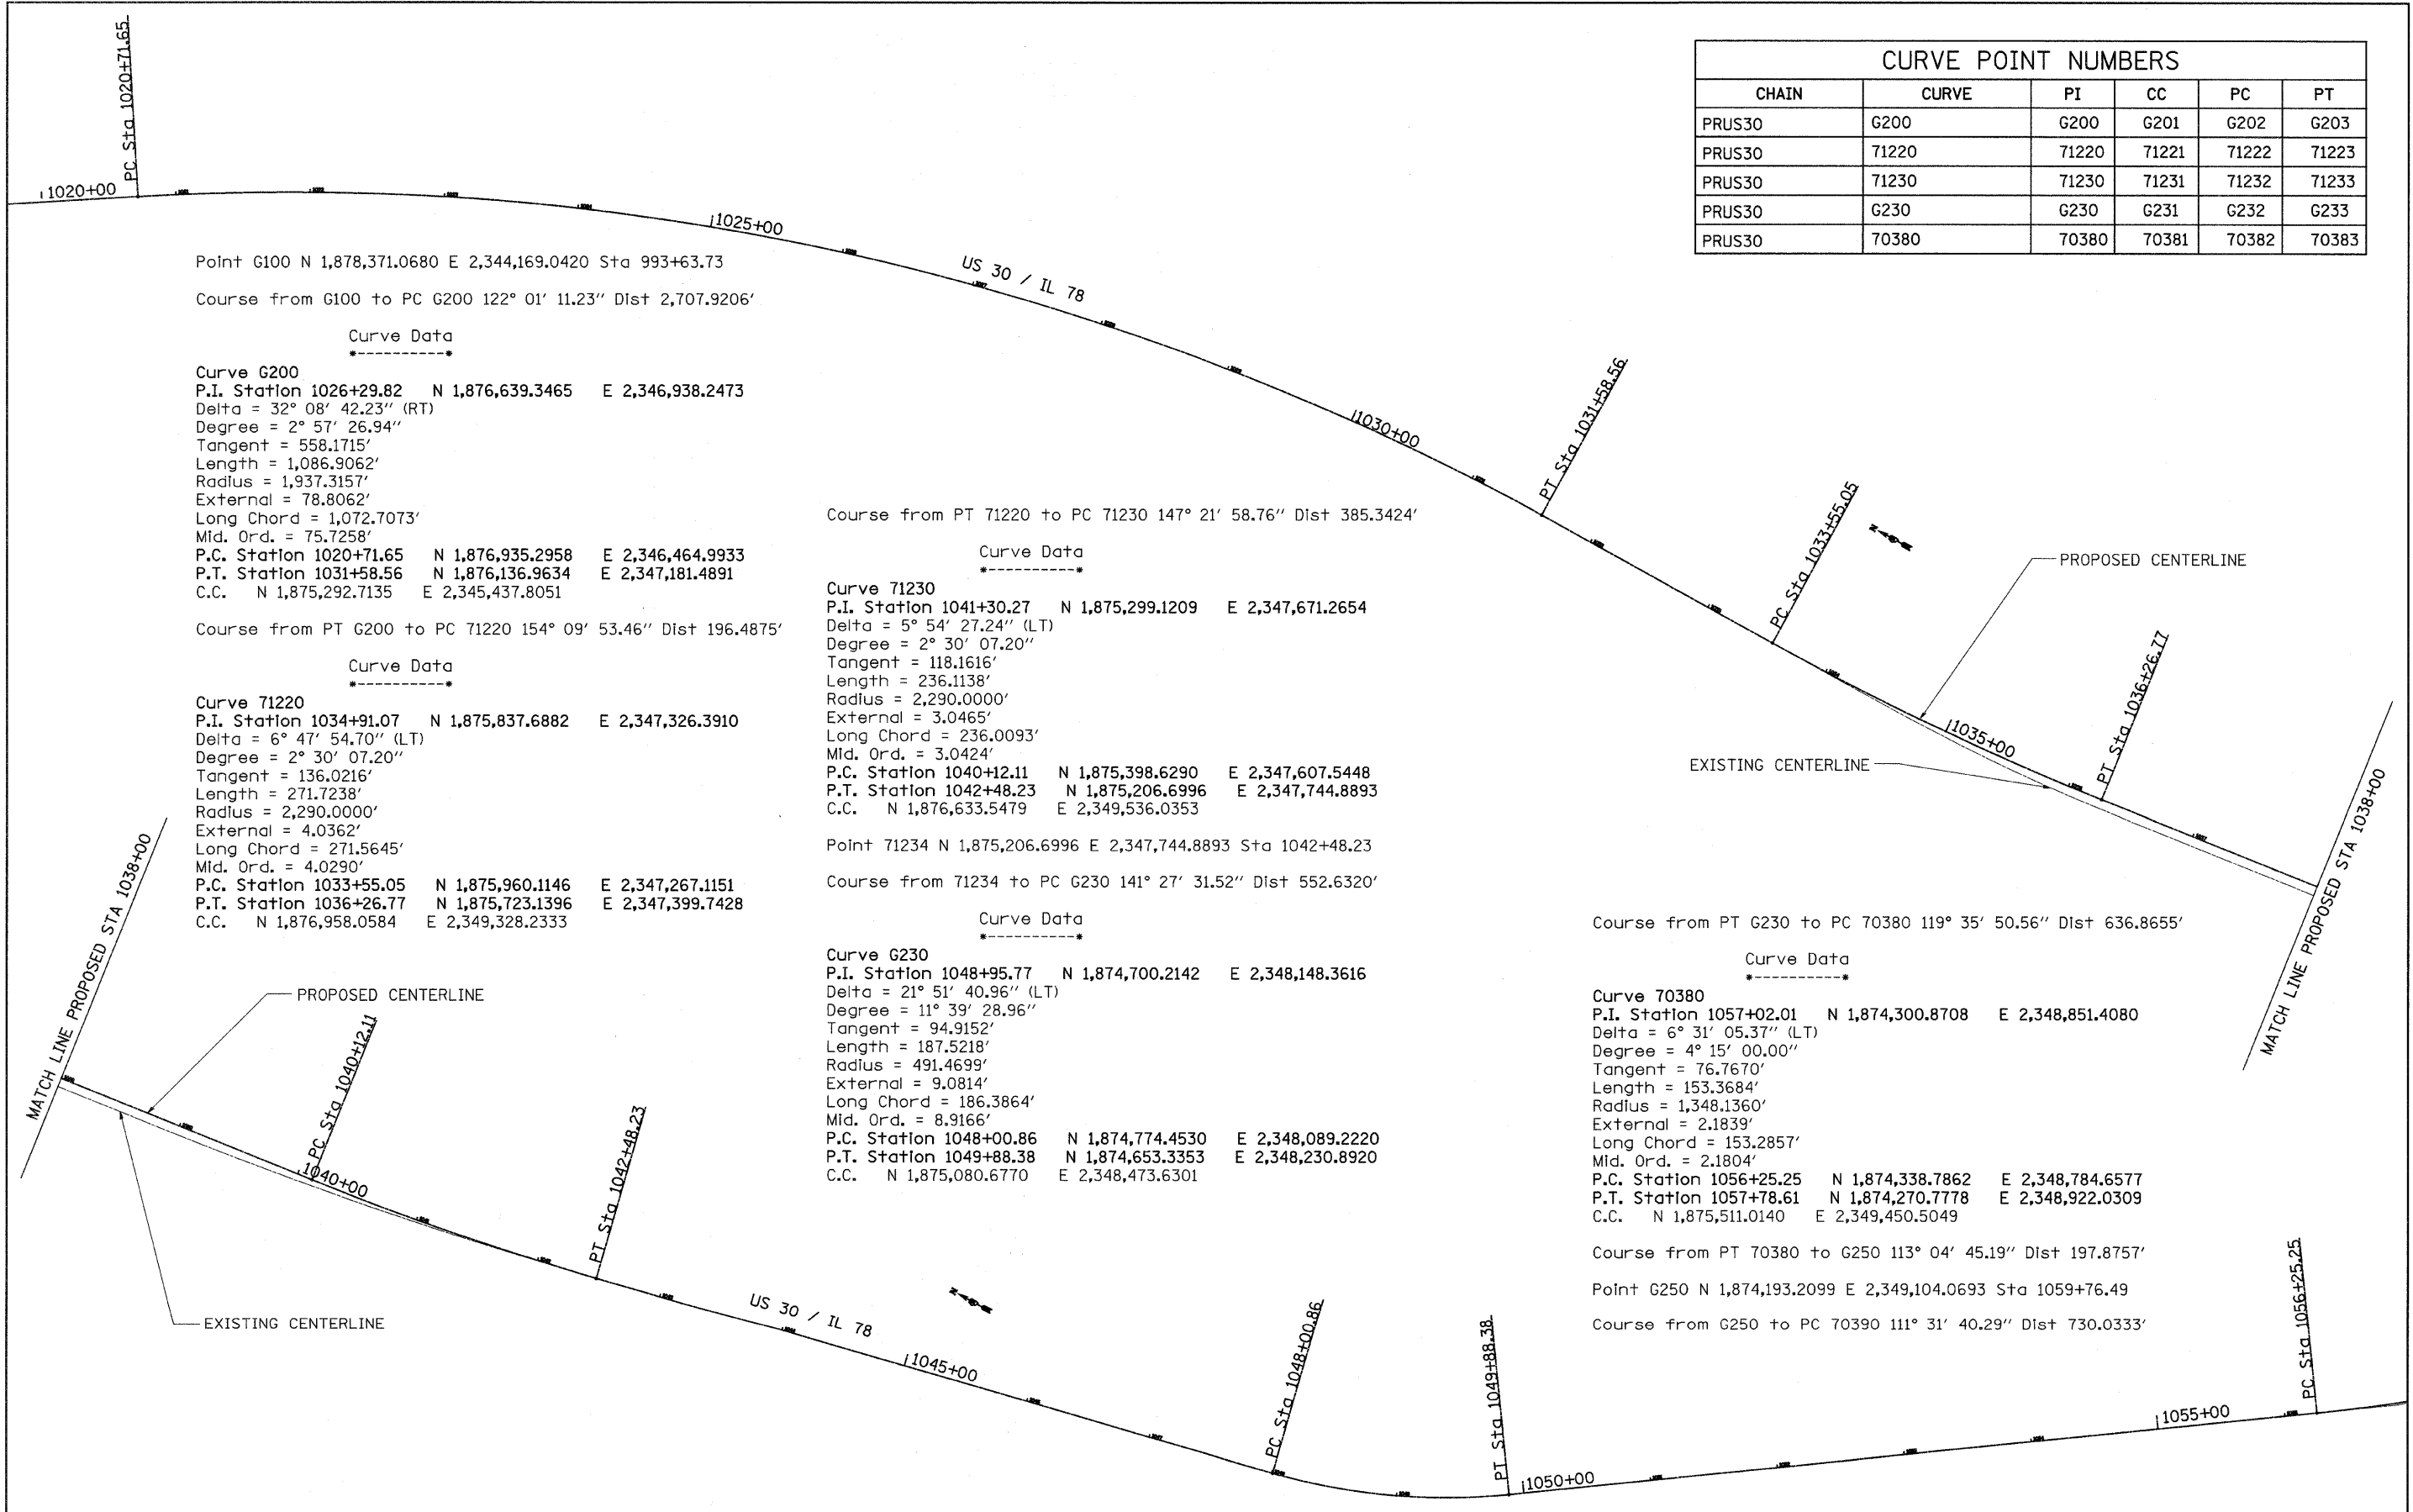 PC Sta 1020+71.65
1020+00
1025+00
US 30 / IL 78
1030+00
PT Sta 1031+58.56
PC Sta 1033+55.05
1035+00
PT Sta 1036+26.77
PROPOSED CENTERLINE
EXISTING CENTERLINE
MATCH LINE PROPOSED STA 1038+00
CURVE POINT NUMBERS
CHAIN CURVE PI CC PC PT
PRUS30 G200 G200 G201 G202 G203
PRUS30 71220 71220 71221 71222 71223
PRUS30 71230 71230 71231 71232 71233
PRUS30 G230 G230 G231 G232 G233
PRUS30 70380 70380 70381 70382 70383
Point G100 N 1,878,371.0680 E 2,344,169.0420 Sta 993+63.73
Course from G100 to PC G200 122° 01' 11.23" Dist 2,707.9206'
Curve Data
*----------*
Curve G200
P.I. Station 1026+29.82 N 1,876,639.3465 E 2,346,938.2473
Delta = 32° 08' 42.23" (RT)
Degree = 2° 57' 26.94"
Tangent = 558.1715'
Length = 1,086.9062'
Radius = 1,937.3157'
External = 78.8062'
Long Chord = 1,072.7073'
Mid. Ord. = 75.7258'
P.C. Station 1020+71.65 N 1,876,935.2958 E 2,346,464.9933
P.T. Station 1031+58.56 N 1,876,136.9634 E 2,347,181.4891
C.C. N 1,875,292.7135 E 2,345,437.8051
Course from PT G200 to PC 71220 154° 09' 53.46" Dist 196.4875'
Curve Data
*----------*
Curve 71220
P.I. Station 1034+91.07 N 1,875,837.6882 E 2,347,326.3910
Delta = 6° 47' 54.70" (LT)
Degree = 2° 30' 07.20"
Tangent = 136.0216'
Length = 271.7238'
Radius = 2,290.0000'
External = 4.0362'
Long Chord = 271.5645'
Mid. Ord. = 4.0290'
P.C. Station 1033+55.05 N 1,875,960.1146 E 2,347,267.1151
P.T. Station 1036+26.77 N 1,875,723.1396 E 2,347,399.7428
C.C. N 1,876,958.0584 E 2,349,328.2333
Course from PT 71220 to PC 71230 147° 21' 58.76" Dist 385.3424'
Curve Data
*----------*
Curve 71230
P.I. Station 1041+30.27 N 1,875,299.1209 E 2,347,671.2654
Delta = 5° 54' 27.24" (LT)
Degree = 2° 30' 07.20"
Tangent = 118.1616'
Length = 236.1138'
Radius = 2,290.0000'
External = 3.0465'
Long Chord = 236.0093'
Mid. Ord. = 3.0424'
P.C. Station 1040+12.11 N 1,875,398.6290 E 2,347,607.5448
P.T. Station 1042+48.23 N 1,875,206.6996 E 2,347,744.8893
C.C. N 1,876,633.5479 E 2,349,536.0353
Point 71234 N 1,875,206.6996 E 2,347,744.8893 Sta 1042+48.23
Course from 71234 to PC G230 141° 27' 31.52" Dist 552.6320'
Curve Data
*----------*
Curve G230
P.I. Station 1048+95.77 N 1,874,700.2142 E 2,348,148.3616
Delta = 21° 51' 40.96" (LT)
Degree = 11° 39' 28.96"
Tangent = 94.9152'
Length = 187.5218'
Radius = 491.4699'
External = 9.0814'
Long Chord = 186.3864'
Mid. Ord. = 8.9166'
P.C. Station 1048+00.86 N 1,874,774.4530 E 2,348,089.2220
P.T. Station 1049+88.38 N 1,874,653.3353 E 2,348,230.8920
C.C. N 1,875,080.6770 E 2,348,473.6301
Course from PT G230 to PC 70380 119° 35' 50.56" Dist 636.8655'
Curve Data
*----------*
Curve 70380
P.I. Station 1057+02.01 N 1,874,300.8708 E 2,348,851.4080
Delta = 6° 31' 05.37" (LT)
Degree = 4° 15' 00.00"
Tangent = 76.7670'
Length = 153.3684'
Radius = 1,348.1360'
External = 2.1839'
Long Chord = 153.2857'
Mid. Ord. = 2.1804'
P.C. Station 1056+25.25 N 1,874,338.7862 E 2,348,784.6577
P.T. Station 1057+78.61 N 1,874,270.7778 E 2,348,922.0309
C.C. N 1,875,511.0140 E 2,349,450.5049
Course from PT 70380 to G250 113° 04' 45.19" Dist 197.8757'
Point G250 N 1,874,193.2099 E 2,349,104.0693 Sta 1059+76.49
Course from G250 to PC 70390 111° 31' 40.29" Dist 730.0333'
MATCH LINE PROPOSED STA 1038+00
PROPOSED CENTERLINE
EXISTING CENTERLINE
PC Sta 1040+12.11
1040+00
PT Sta 1042+48.23
US 30 / IL 78
1045+00
PC Sta 1048+00.86
PT Sta 1049+88.38
1050+00
1055+00
PC Sta 1056+25.25